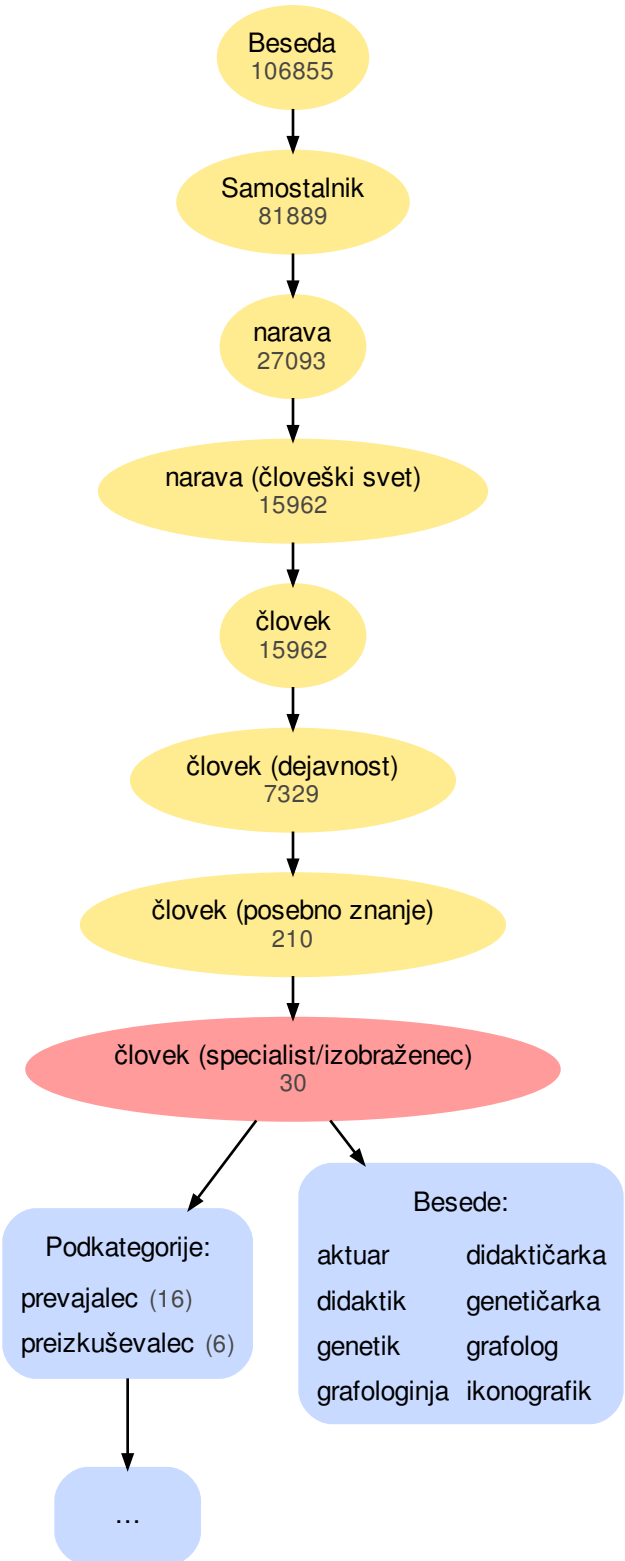 Beseda
106855
Samostalnik
81889
narava
27093
narava (človeški svet)
15962
človek
15962
človek (dejavnost)
7329
človek (posebno znanje)
210
človek (specialist/izobraženec)
30
Podkategorije:
prevajalec (16)
preizkuševalec (6)
...
Besede:
aktuar didaktičarka
didaktik genetičarka
genetik grafolog
grafologinja ikonografik